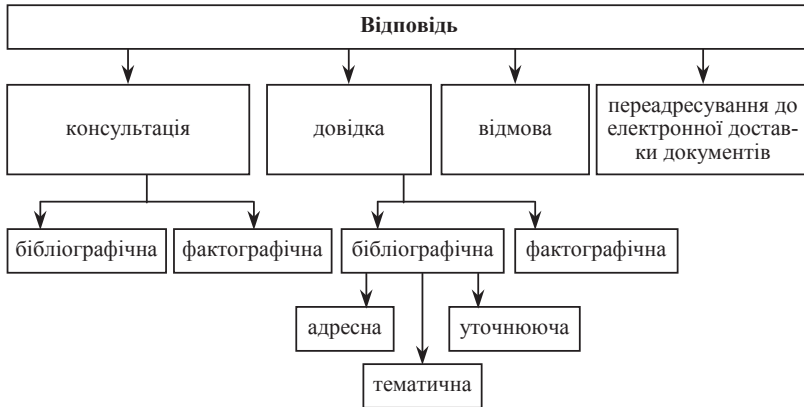 Відповідь
консультація
довідка
відмова
переадресування до
електронної достав-
ки документів
бібліографічна
фактографічна
бібліографічна
фактографічна
адресна
уточнююча
тематична